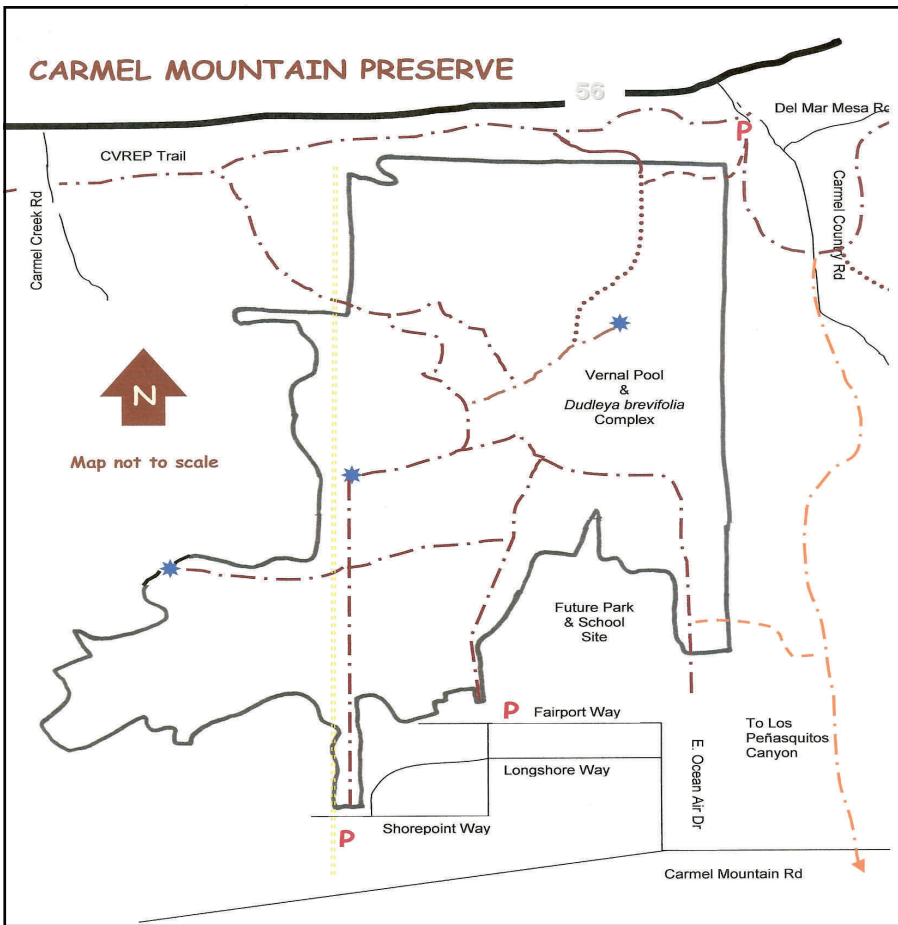 CARMEL MOUNTAIN PRESERVE
56
Del Mar Mesa Rd
P
CVREP Trail
Carmel Creek Rd
Carmel Country Rd
Vernal Pool
&
Dudleya brevifolia
Complex
N
Map not to scale
Future Park
& School
Site
P
Fairport Way
To Los
Peñasquitos
Canyon
Longshore Way
E. Ocean Air Dr
Shorepoint Way
P
Carmel Mountain Rd